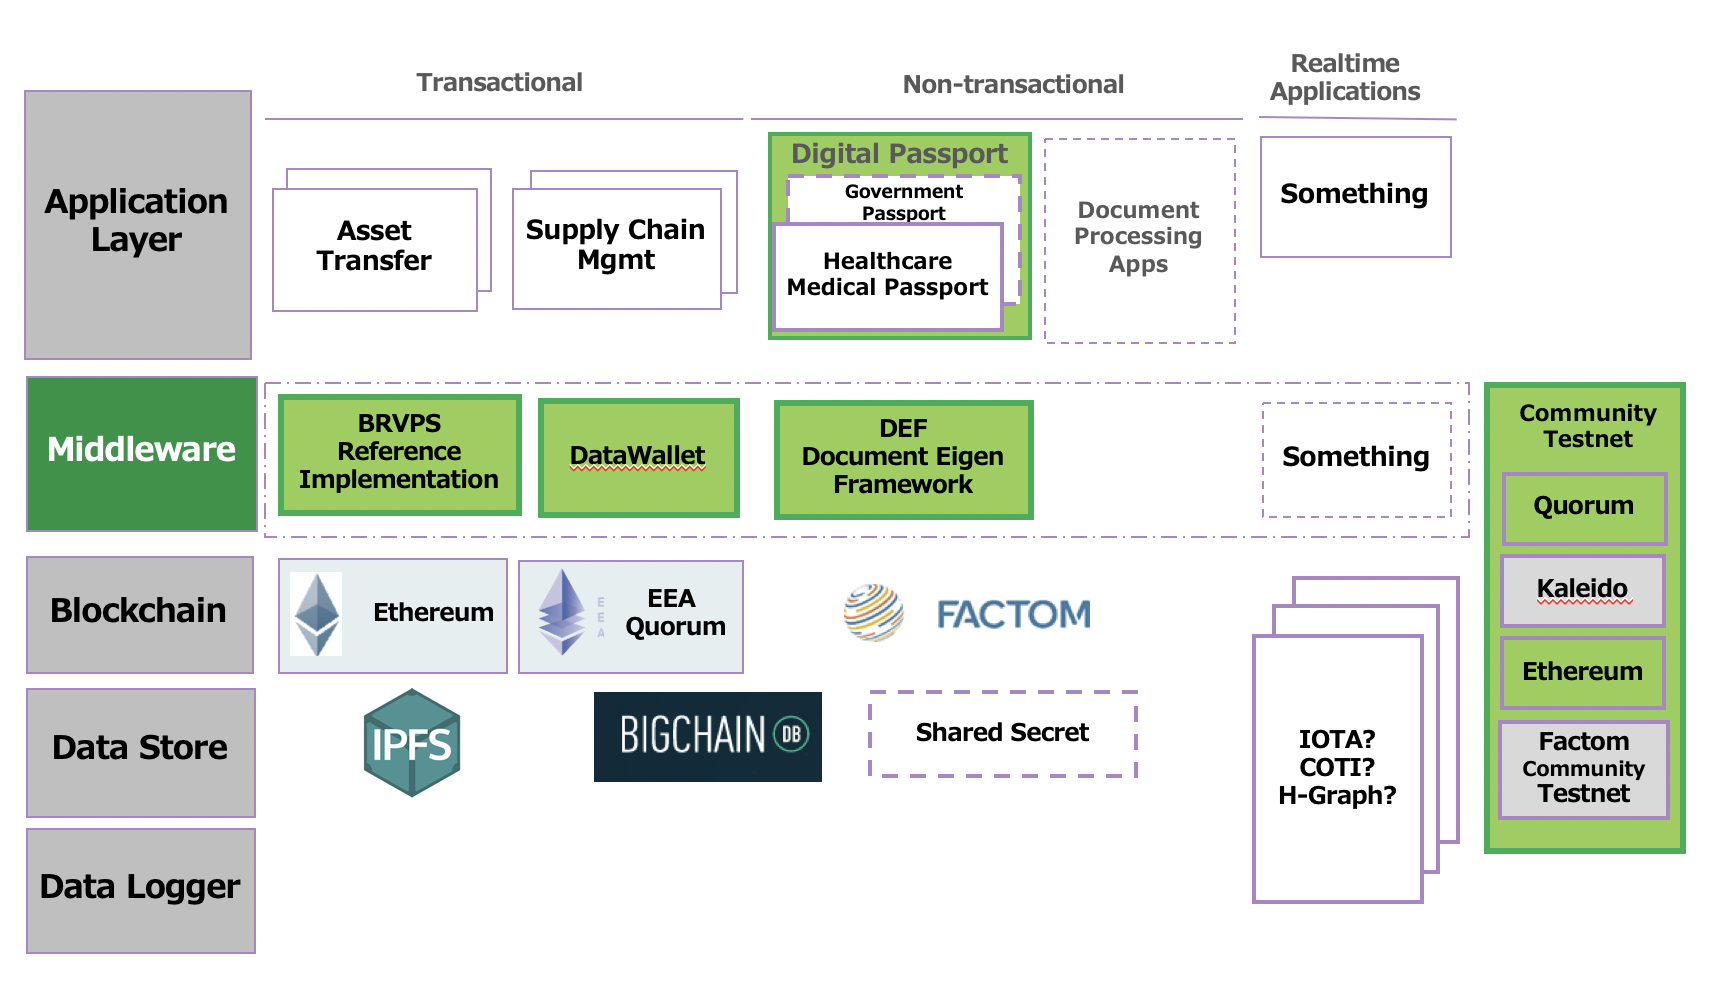 Transactional
Non-transactional
Realtime
Applications
Application
Layer
Asset
Transfer
Supply Chain
Mgmt
Digital Passport
Government
Passport
Healthcare
Medical Passport
Document
Processing
Apps
Something
Middleware
BRVPS
Reference
Implementation
DataWallet
DEF
Document Eigen
Framework
Something
Community
Testnet
Quorum
Kaleido
Ethereum
Factom
Community
Testnet
Blockchain
Ethereum
E
E
A
EEA
Quorum
FACTOM
Data Store
IPFS
BIGCHAIN DB
Shared Secret
IOTA?
COTI?
H-Graph?
Data Logger